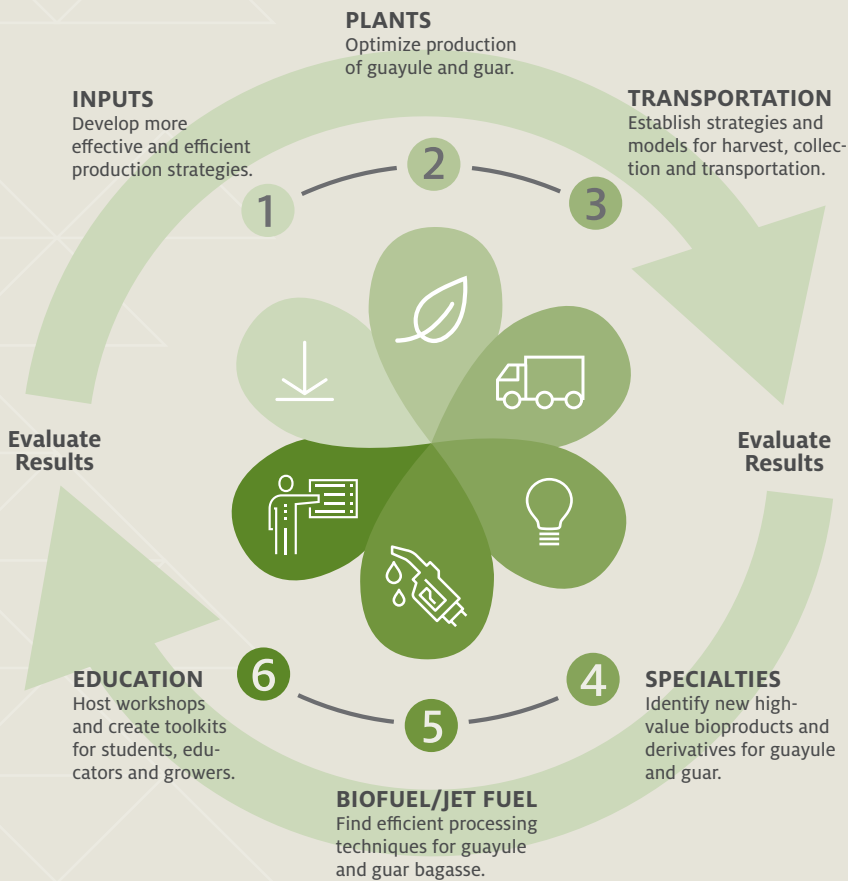 PLANTS
Optimize production
of guayule and guar.
INPUTS
Develop more
effective and efficient
production strategies.
TRANSPORTATION
Establish strategies and
models for harvest, collec-
tion and transportation.
1
2
3
Evaluate
Results
Evaluate
Results
EDUCATION
Host workshops
and create toolkits
for students, edu-
cators and growers.
6
5
4
SPECIALTIES
Identify new high-
value bioproducts and
derivatives for guayule
and guar.
BIOFUEL/JET FUEL
Find efficient processing
techniques for guayule
and guar bagasse.